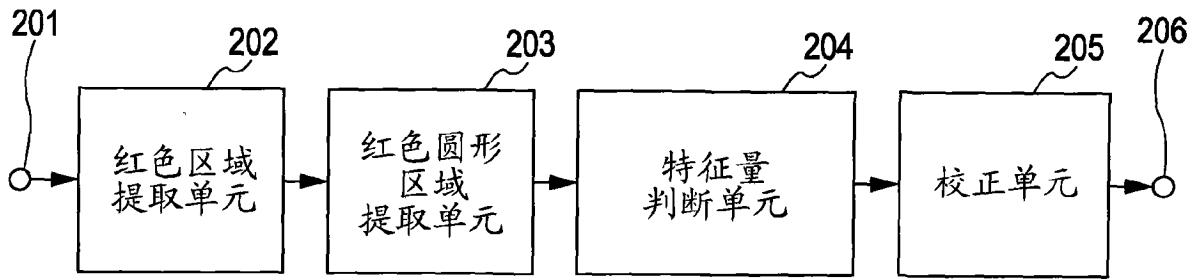 201
202
203
204
205
206
红色区域
提取单元
红色圆形
区域
提取单元
特征量
判断单元
校正单元